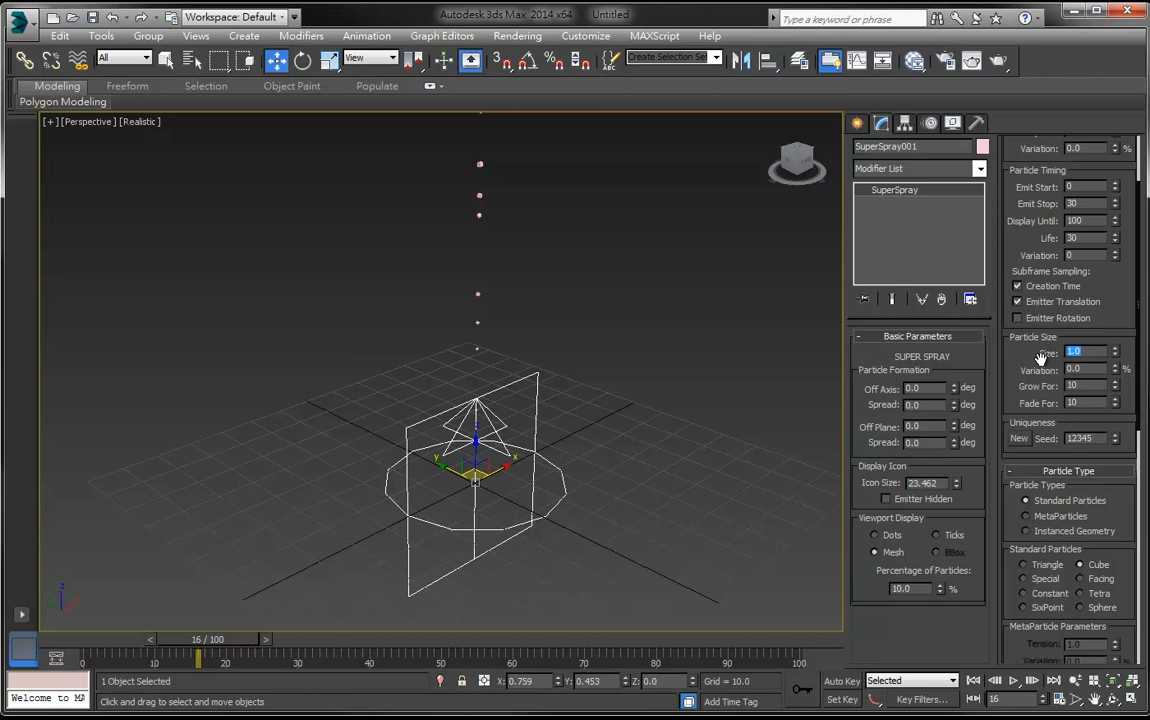 Workspace: Default
Autodesk 3ds Max  2014 x64    Untitled
Type a keyword or phrase
Edit Tools Group Views Create Modifiers Animation Graph Editors Rendering Customize MAXScript Help
All View Create Selection Se
Modeling Freeform Selection Object Paint Populate
Polygon Modeling
[+][Perspective][Realistic]
z
y x
z
SuperSpray001
Modifier List
SuperSpray
- Basic Parameters
SUPER SPRAY
Particle Formation
Off Axis: 0.0 deg
Spread: 0.0 deg
Off Plane: 0.0 deg
Spread: 0.0 deg
Display Icon
Icon Size: 23.462
Emitter Hidden
Viewport Display
Dots Ticks
Mesh BBox
Percentage of Particles:
10.0 %
Variation: 0.0 %
Particle Timing
Emit Start: 0
Emit Stop: 30
Display Until: 100
Life: 30
Variation: 0
Subframe Sampling:
Creation Time
Emitter Translation
Emitter Rotation
Particle Size
Size: 1.0
Variation: 0.0 %
Grow For: 10
Fade For: 10
Uniqueness
New Seed: 12345
- Particle Type
Particle Types
Standard Particles
MetaParticles
Instanced Geometry
Standard Particles
Triangle Cube
Special Facing
Constant Tetra
SixPoint Sphere
MetaParticle Parameters
Tension: 1.0
Variation: 0.0 %
< 16 / 100 >
0 10 20 30 40 50 60 70 80 90 100
1 Object Selected X: 0.759 Y: 0.453 Z: 0.0 Grid = 10.0 Auto Key Selected
Welcome to M Click and drag to select and move objects Add Time Tag Set Key Key Filters... 16